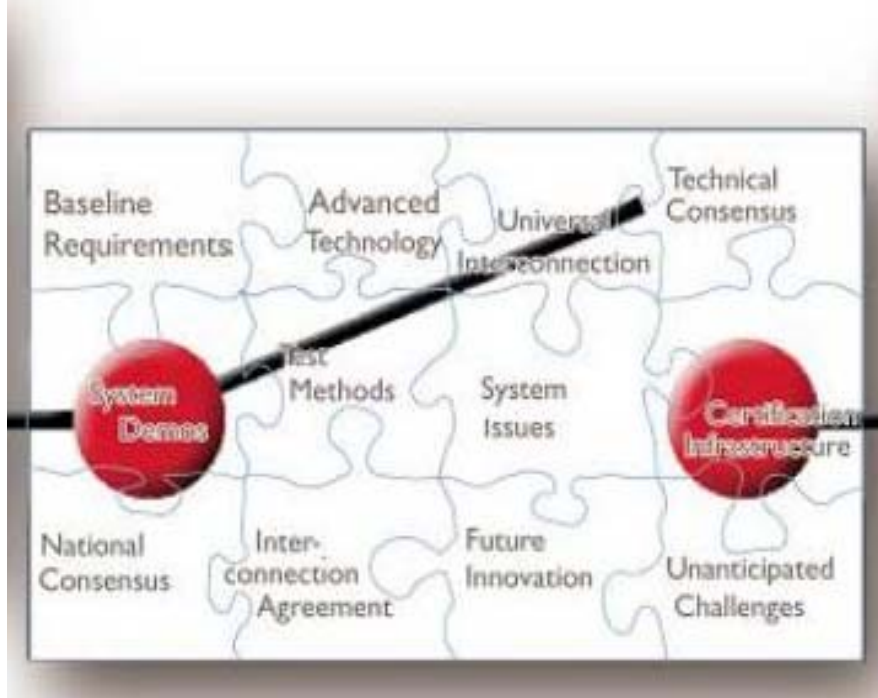 Baseline
Requirements
Advanced
Technology
Universal
Interconnection
Technical
Consensus
System
Demos
Test
Methods
System
Issues
Certification
Infrastructure
National
Consensus
Inter-
connection
Agreement
Future
Innovation
Unanticipated
Challenges